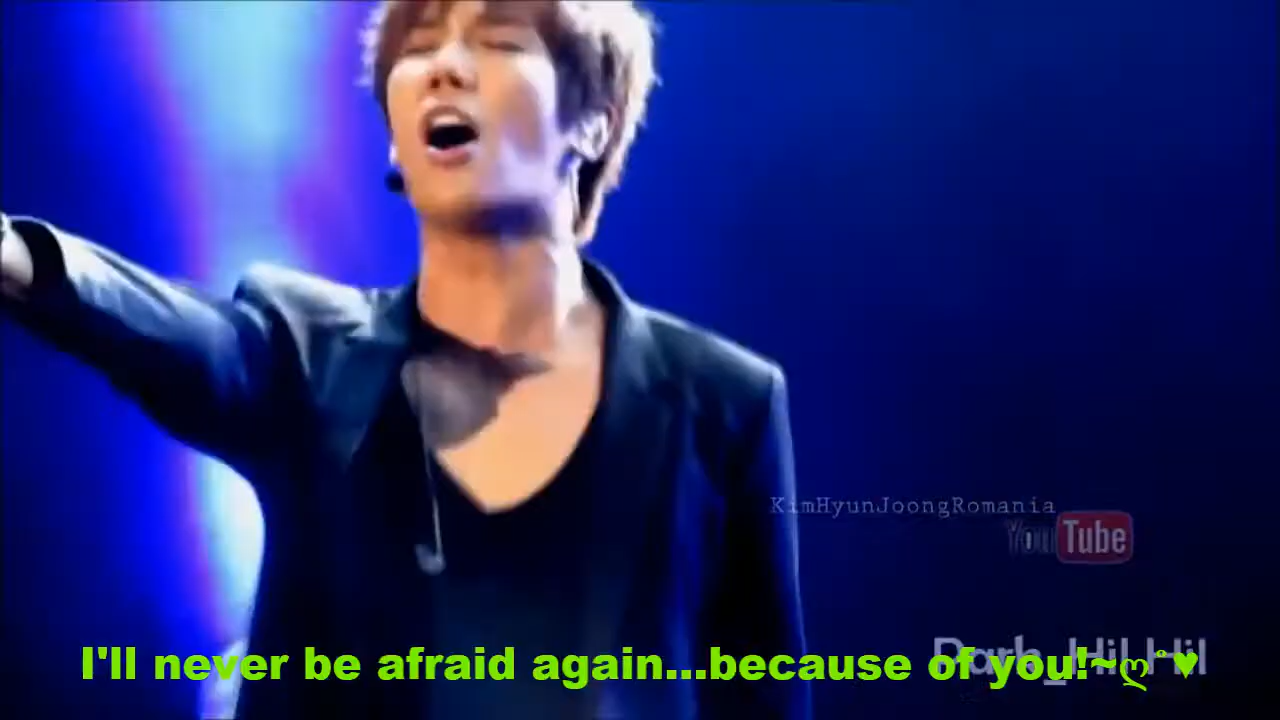 KimHyunJoongRomania
YouTube
I'll never be afraid again...because of you!~ღ˚♥